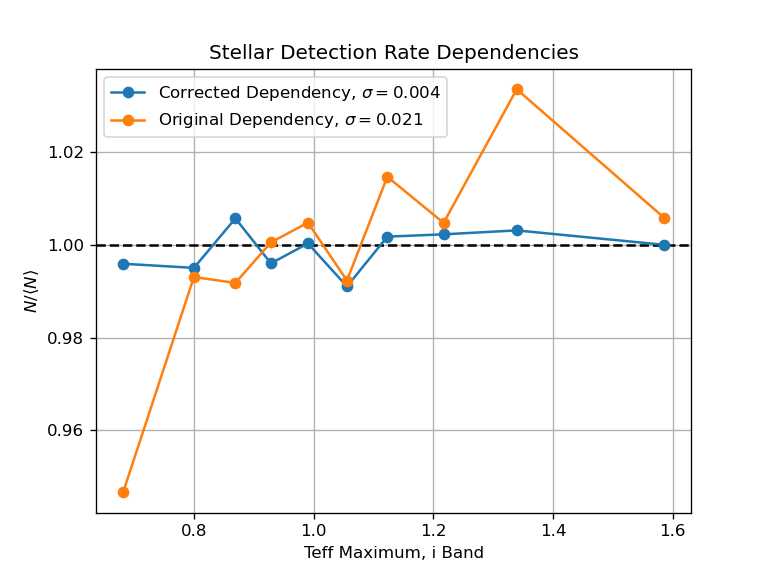 Stellar Detection Rate Dependencies
Corrected Dependency, σ = 0.004
Original Dependency, σ = 0.021
1.02
1.00
0.98
0.96
N/⟨N⟩
0.8 1.0 1.2 1.4 1.6
Teff Maximum, i Band